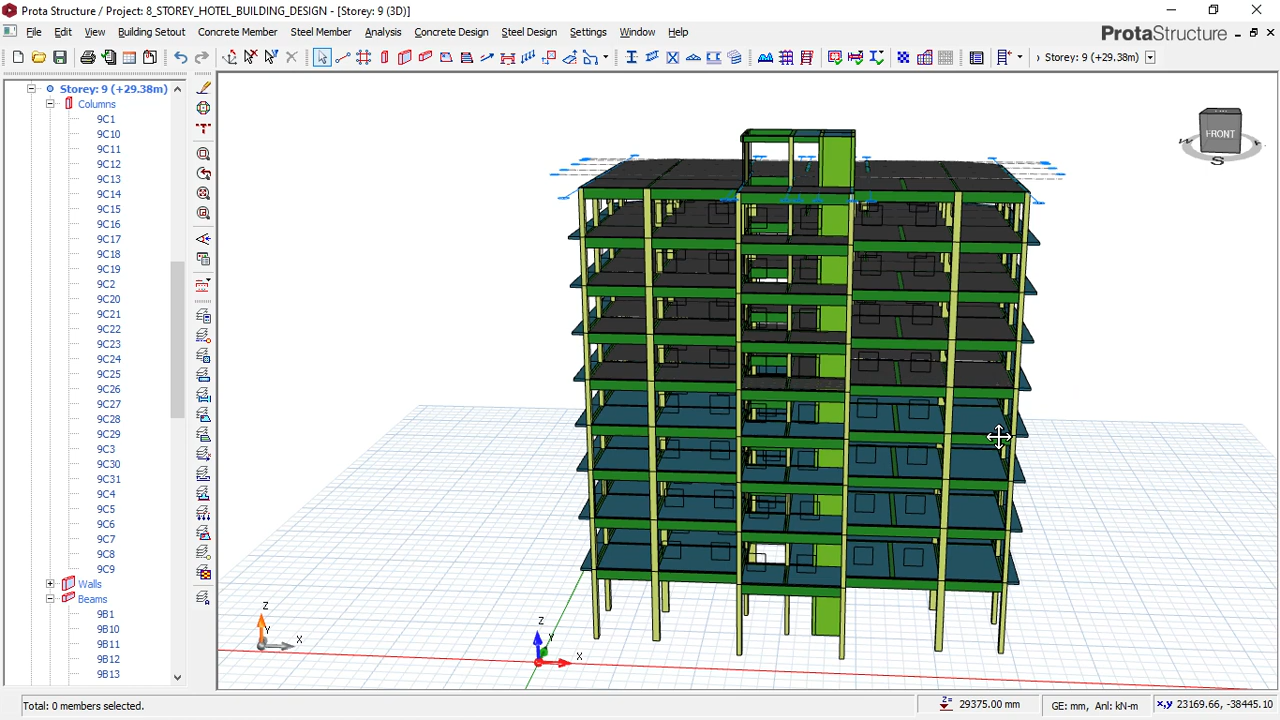 Prota Structure / Project: 8_STOREY_HOTEL_BUILDING_DESIGN - [Storey: 9 (3D)]
File Edit View Building Setout Concrete Member Steel Member Analysis Concrete Design Steel Design Settings Window Help ProtaStructure
Storey: 9 (+29.38m)
Storey: 9 (+29.38m)
Columns
9C1
9C10
9C11
9C12
9C13
9C14
9C15
9C16
9C17
9C18
9C19
9C2
9C20
9C21
9C22
9C23
9C24
9C25
9C26
9C27
9C28
9C29
9C3
9C30
9C31
9C4
9C5
9C6
9C7
9C8
9C9
Walls
Beams
9B1
9B10
9B11
9B12
9B13
FRONT
W
S
Z
Y
X
Z
Y
X
Total: 0 members selected.
Z= 29375.00 mm
GE: mm, Anl: kN-m
x,y 23169.66, -38445.10